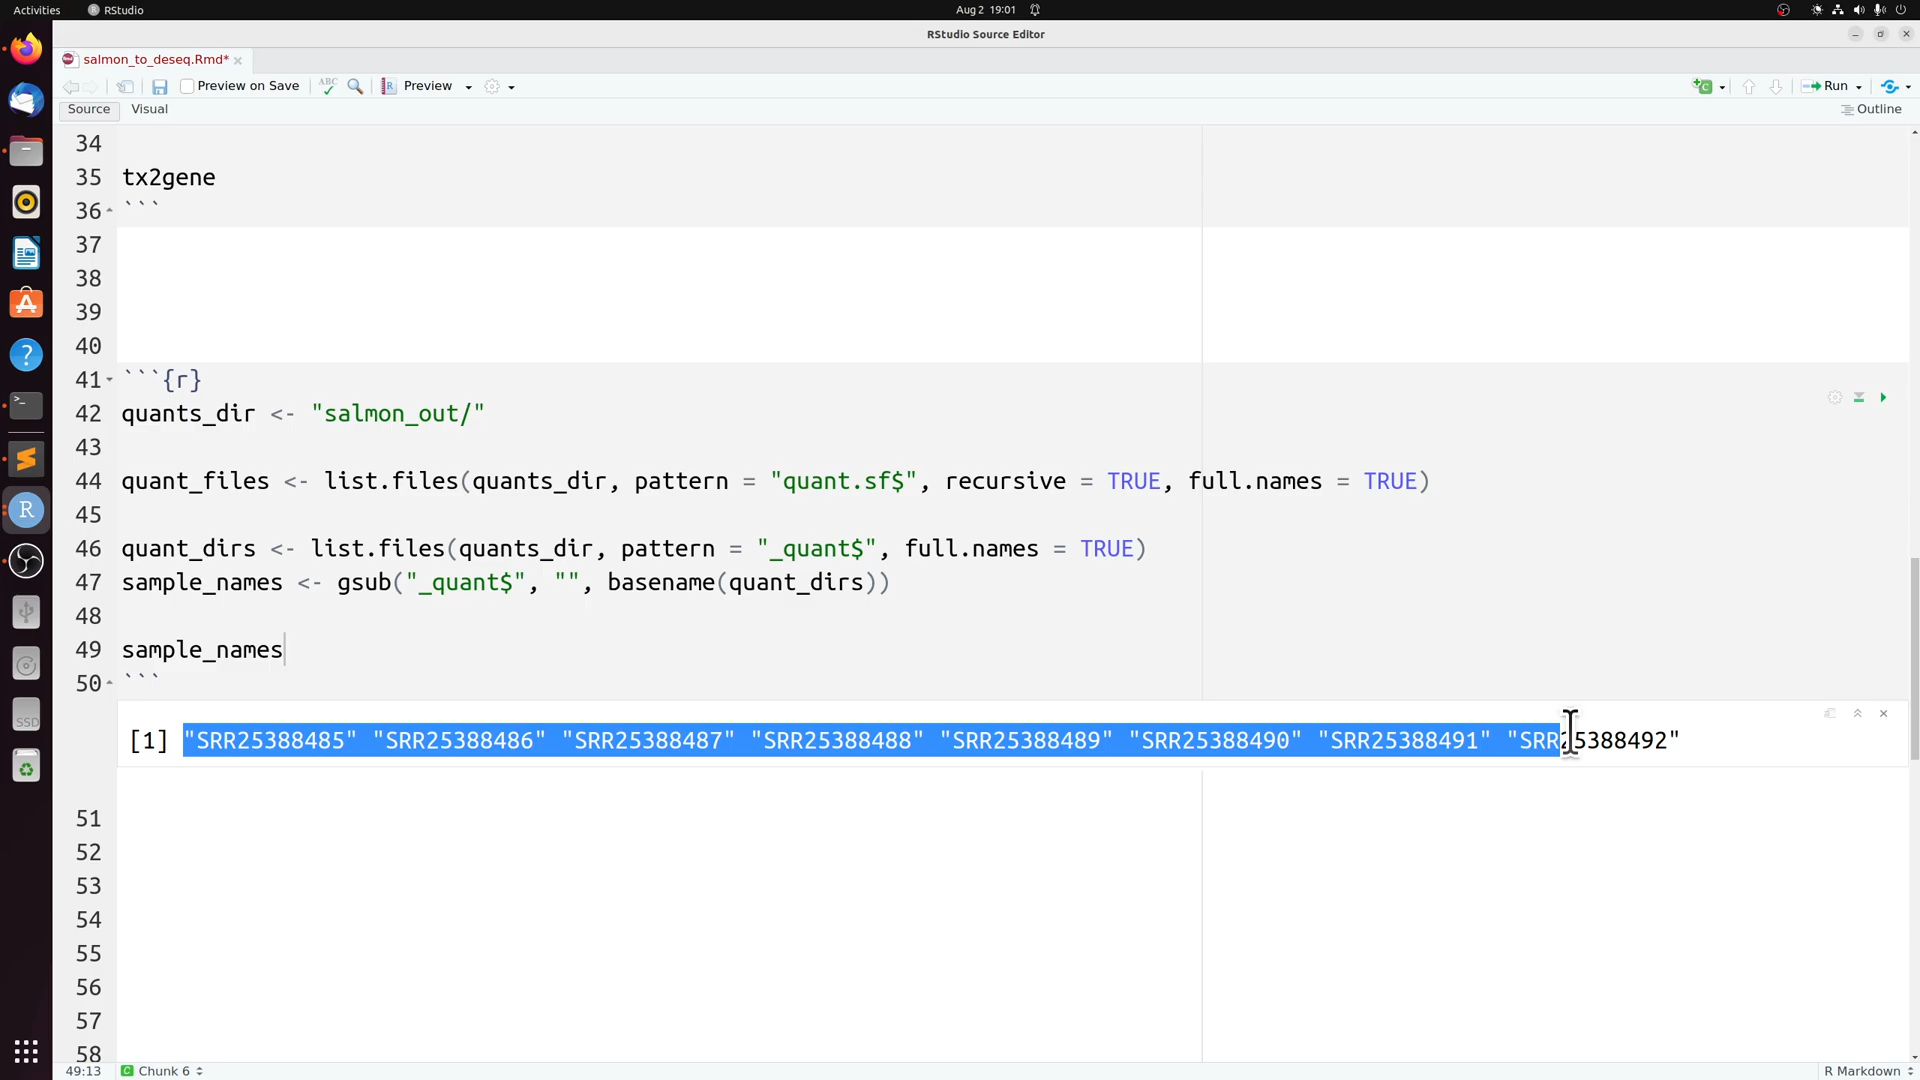 Activities RStudio Aug 2 19:01
RStudio Source Editor
salmon_to_deseq.Rmd*
Preview on Save ABC Preview Run
Source Visual Outline
34
35 tx2gene
36 ```
37
38
39
40
41 ```{r}
42 quants_dir <- "salmon_out/"
43
44 quant_files <- list.files(quants_dir, pattern = "quant.sf$", recursive = TRUE, full.names = TRUE)
45
46 quant_dirs <- list.files(quants_dir, pattern = "_quant$", full.names = TRUE)
47 sample_names <- gsub("_quant$", "", basename(quant_dirs))
48
49 sample_names
50 ```
[1] "SRR25388485" "SRR25388486" "SRR25388487" "SRR25388488" "SRR25388489" "SRR25388490" "SRR25388491" "SRR25388492"
SSD
51
52
53
54
55
56
57
58
49:13 C Chunk 6 R Markdown